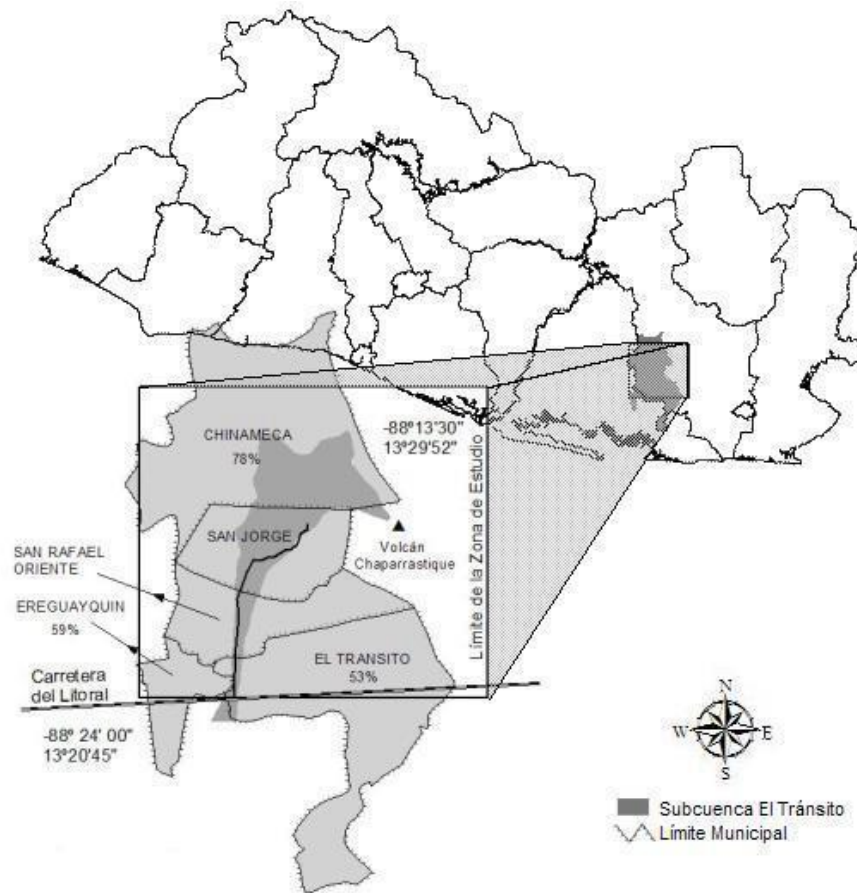 CHINAMECA
78%
-88º13'30"
13º29'52"
Límite de la Zona de Estudio
SAN JORGE
Volcán
Chaparrastique
SAN RAFAEL
ORIENTE
EREGUAYQUIN
59%
EL TRANSITO
53%
Carretera
del Litoral
-88º 24' 00"
13º20'45"
N
W
E
S
Subcuenca El Tránsito
Límite Municipal